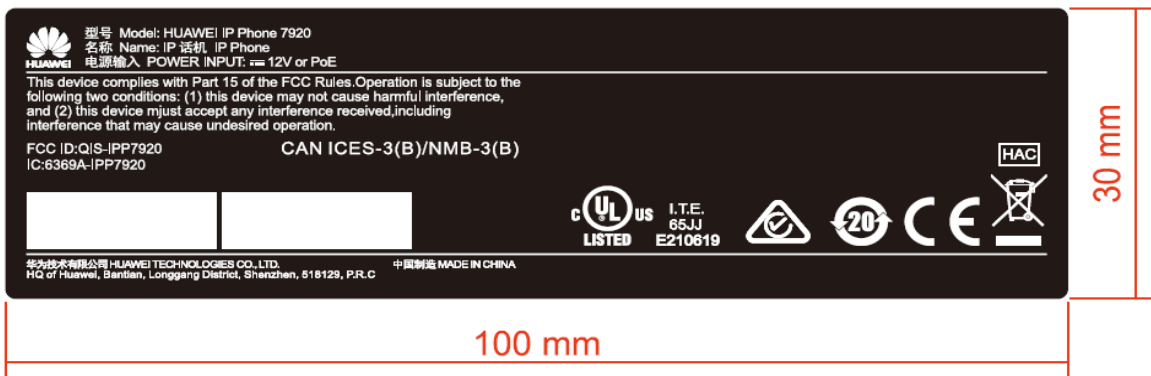 型号 Model: HUAWEI IP Phone 7920
名称 Name: IP 话机 IP Phone
HUAWEI 电源输入 POWER INPUT: ⎓ 12V or PoE
This device complies with Part 15 of the FCC Rules.Operation is subject to the
following two conditions: (1) this device may not cause harmful interference,
and (2) this device mjust accept any interference received,including
interference that may cause undesired operation.
FCC ID:QIS-IPP7920 CAN ICES-3(B)/NMB-3(B)
IC:6369A-IPP7920
HAC
C UL US
LISTED
I.T.E.
65JJ
E210619
20
CE
华为技术有限公司 HUAWEI TECHNOLOGIES CO., LTD. 中国制造 MADE IN CHINA
HQ of Huawei, Bantian, Longgang District, Shenzhen, 518129, P.R.C
30 mm
100 mm